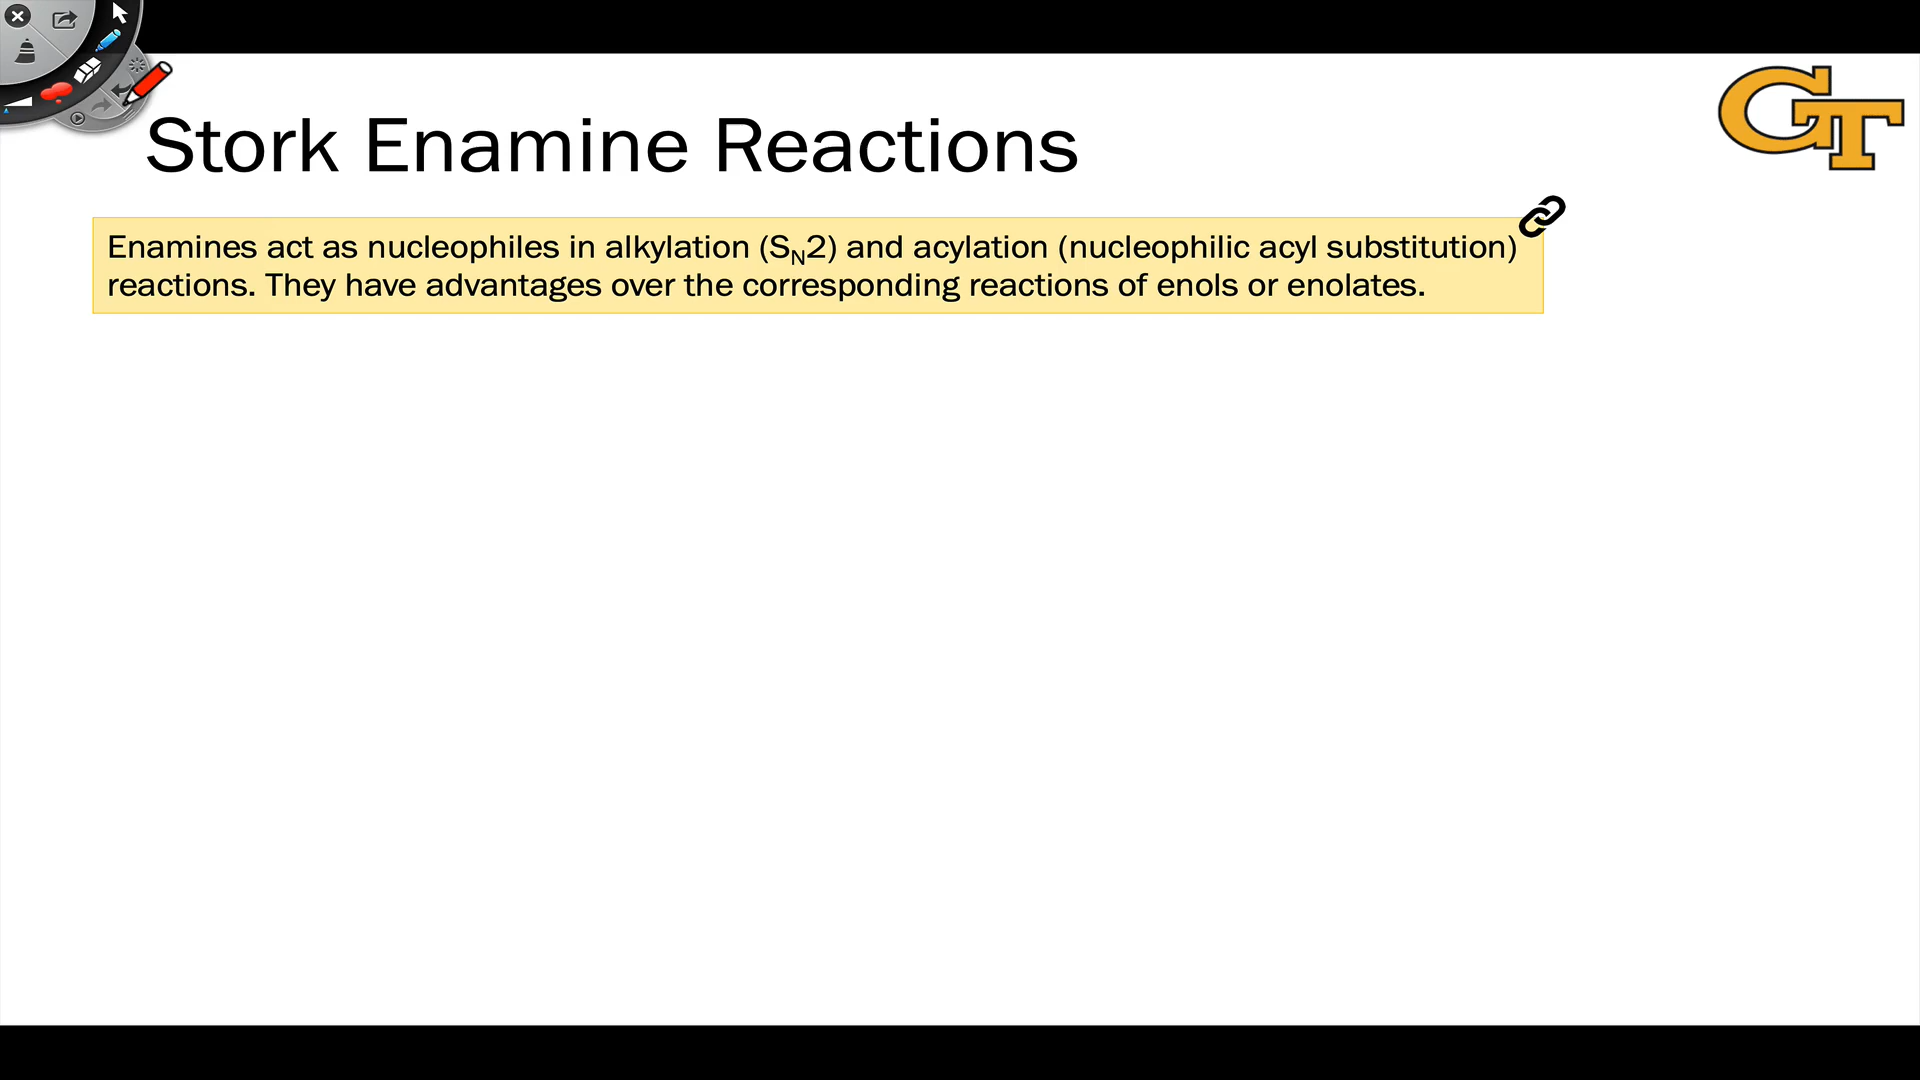 GT
Stork Enamine Reactions
Enamines act as nucleophiles in alkylation (S_N2) and acylation (nucleophilic acyl substitution)
reactions. They have advantages over the corresponding reactions of enols or enolates.